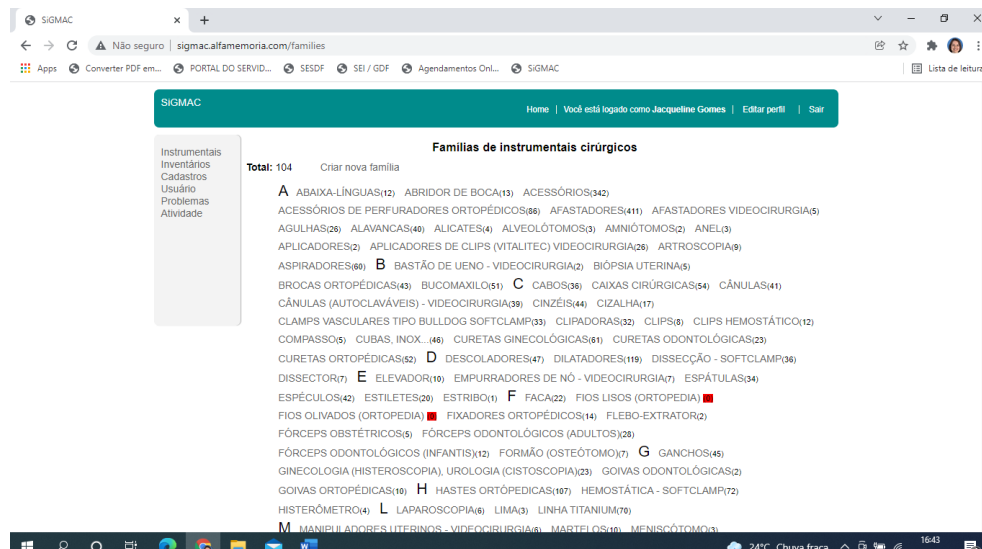 SiGMAC
Não seguro | sigmac.alfamemoria.com/families
Apps Converter PDF em... PORTAL DO SERVID... SESDF SEI / GDF Agendamentos Onl... SiGMAC Lista de leitura
SiGMAC
Home | Você está logado como Jacqueline Gomes | Editar perfil | Sair
Instrumentais
Inventários
Cadastros
Usuário
Problemas
Atividade
Famílias de instrumentais cirúrgicos
Total: 104 Criar nova família
A ABAIXA-LÍNGUAS(12) ABRIDOR DE BOCA(13) ACESSÓRIOS(342)
ACESSÓRIOS DE PERFURADORES ORTOPÉDICOS(86) AFASTADORES(411) AFASTADORES VIDEOCIRURGIA(5)
AGULHAS(26) ALAVANCAS(40) ALICATES(4) ALVEOLÓTOMOS(3) AMNIÓTOMOS(2) ANEL(3)
APLICADORES(2) APLICADORES DE CLIPS (VITALITEC) VIDEOCIRURGIA(26) ARTROSCOPIA(9)
ASPIRADORES(60) B BASTÃO DE UENO - VIDEOCIRURGIA(2) BIÓPSIA UTERINA(5)
BROCAS ORTOPÉDICAS(43) BUCOMAXILO(51) C CABOS(36) CAIXAS CIRÚRGICAS(54) CÂNULAS(41)
CÂNULAS (AUTOCLAVÁVEIS) - VIDEOCIRURGIA(39) CINZÉIS(44) CIZALHA(17)
CLAMPS VASCULARES TIPO BULLDOG SOFTCLAMP(33) CLIPADORAS(32) CLIPS(8) CLIPS HEMOSTÁTICO(12)
COMPASSO(5) CUBAS, INOX...(46) CURETAS GINECOLÓGICAS(61) CURETAS ODONTOLÓGICAS(23)
CURETAS ORTOPÉDICAS(52) D DESCOLADORES(47) DILATADORES(119) DISSECÇÃO - SOFTCLAMP(36)
DISSECTOR(7) E ELEVADOR(10) EMPURRADORES DE NÓ - VIDEOCIRURGIA(7) ESPÁTULAS(34)
ESPÉCULOS(42) ESTILETES(20) ESTRIBO(1) F FACA(22) FIOS LISOS (ORTOPEDIA)
FIOS OLIVADOS (ORTOPEDIA) FIXADORES ORTOPÉDICOS(14) FLEBO-EXTRATOR(2)
FÓRCEPS OBSTÉTRICOS(5) FÓRCEPS ODONTOLÓGICOS (ADULTOS)(28)
FÓRCEPS ODONTOLÓGICOS (INFANTIS)(12) FORMÃO (OSTEÓTOMO)(7) G GANCHOS(45)
GINECOLOGIA (HISTEROSCOPIA), UROLOGIA (CISTOSCOPIA)(23) GOIVAS ODONTOLÓGICAS(2)
GOIVAS ORTOPÉDICAS(10) H HASTES ORTÓPEDICAS(107) HEMOSTÁTICA - SOFTCLAMP(72)
HISTERÔMETRO(4) L LAPAROSCOPIA(6) LIMA(3) LINHA TITANIUM(70)
M MANIPULADORES UTERINOS - VIDEOCIRURGIA(6) MARTELOS(10) MENISCÓTOMO(3)
24°C Chuva fraca 16:43